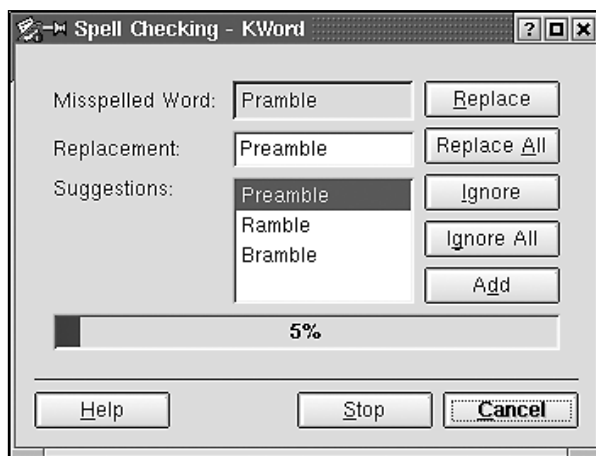 Spell Checking - KWord
Misspelled Word: Pramble Replace
Replacement: Preamble Replace All
Suggestions: Preamble Ignore
Ramble
Bramble Ignore All
Add
5%
Help Stop Cancel